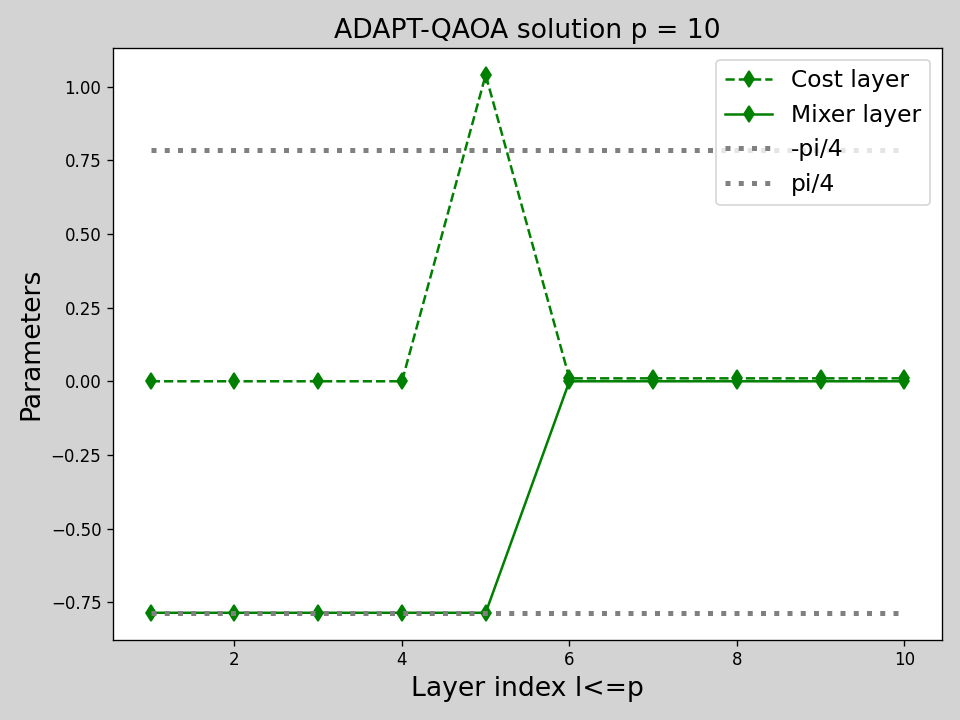 ADAPT-QAOA solution p = 10
Cost layer
Mixer layer
-pi/4
pi/4
Parameters
1.00
0.75
0.50
0.25
0.00
−0.25
−0.50
−0.75
2 4 6 8 10
Layer index l<=p